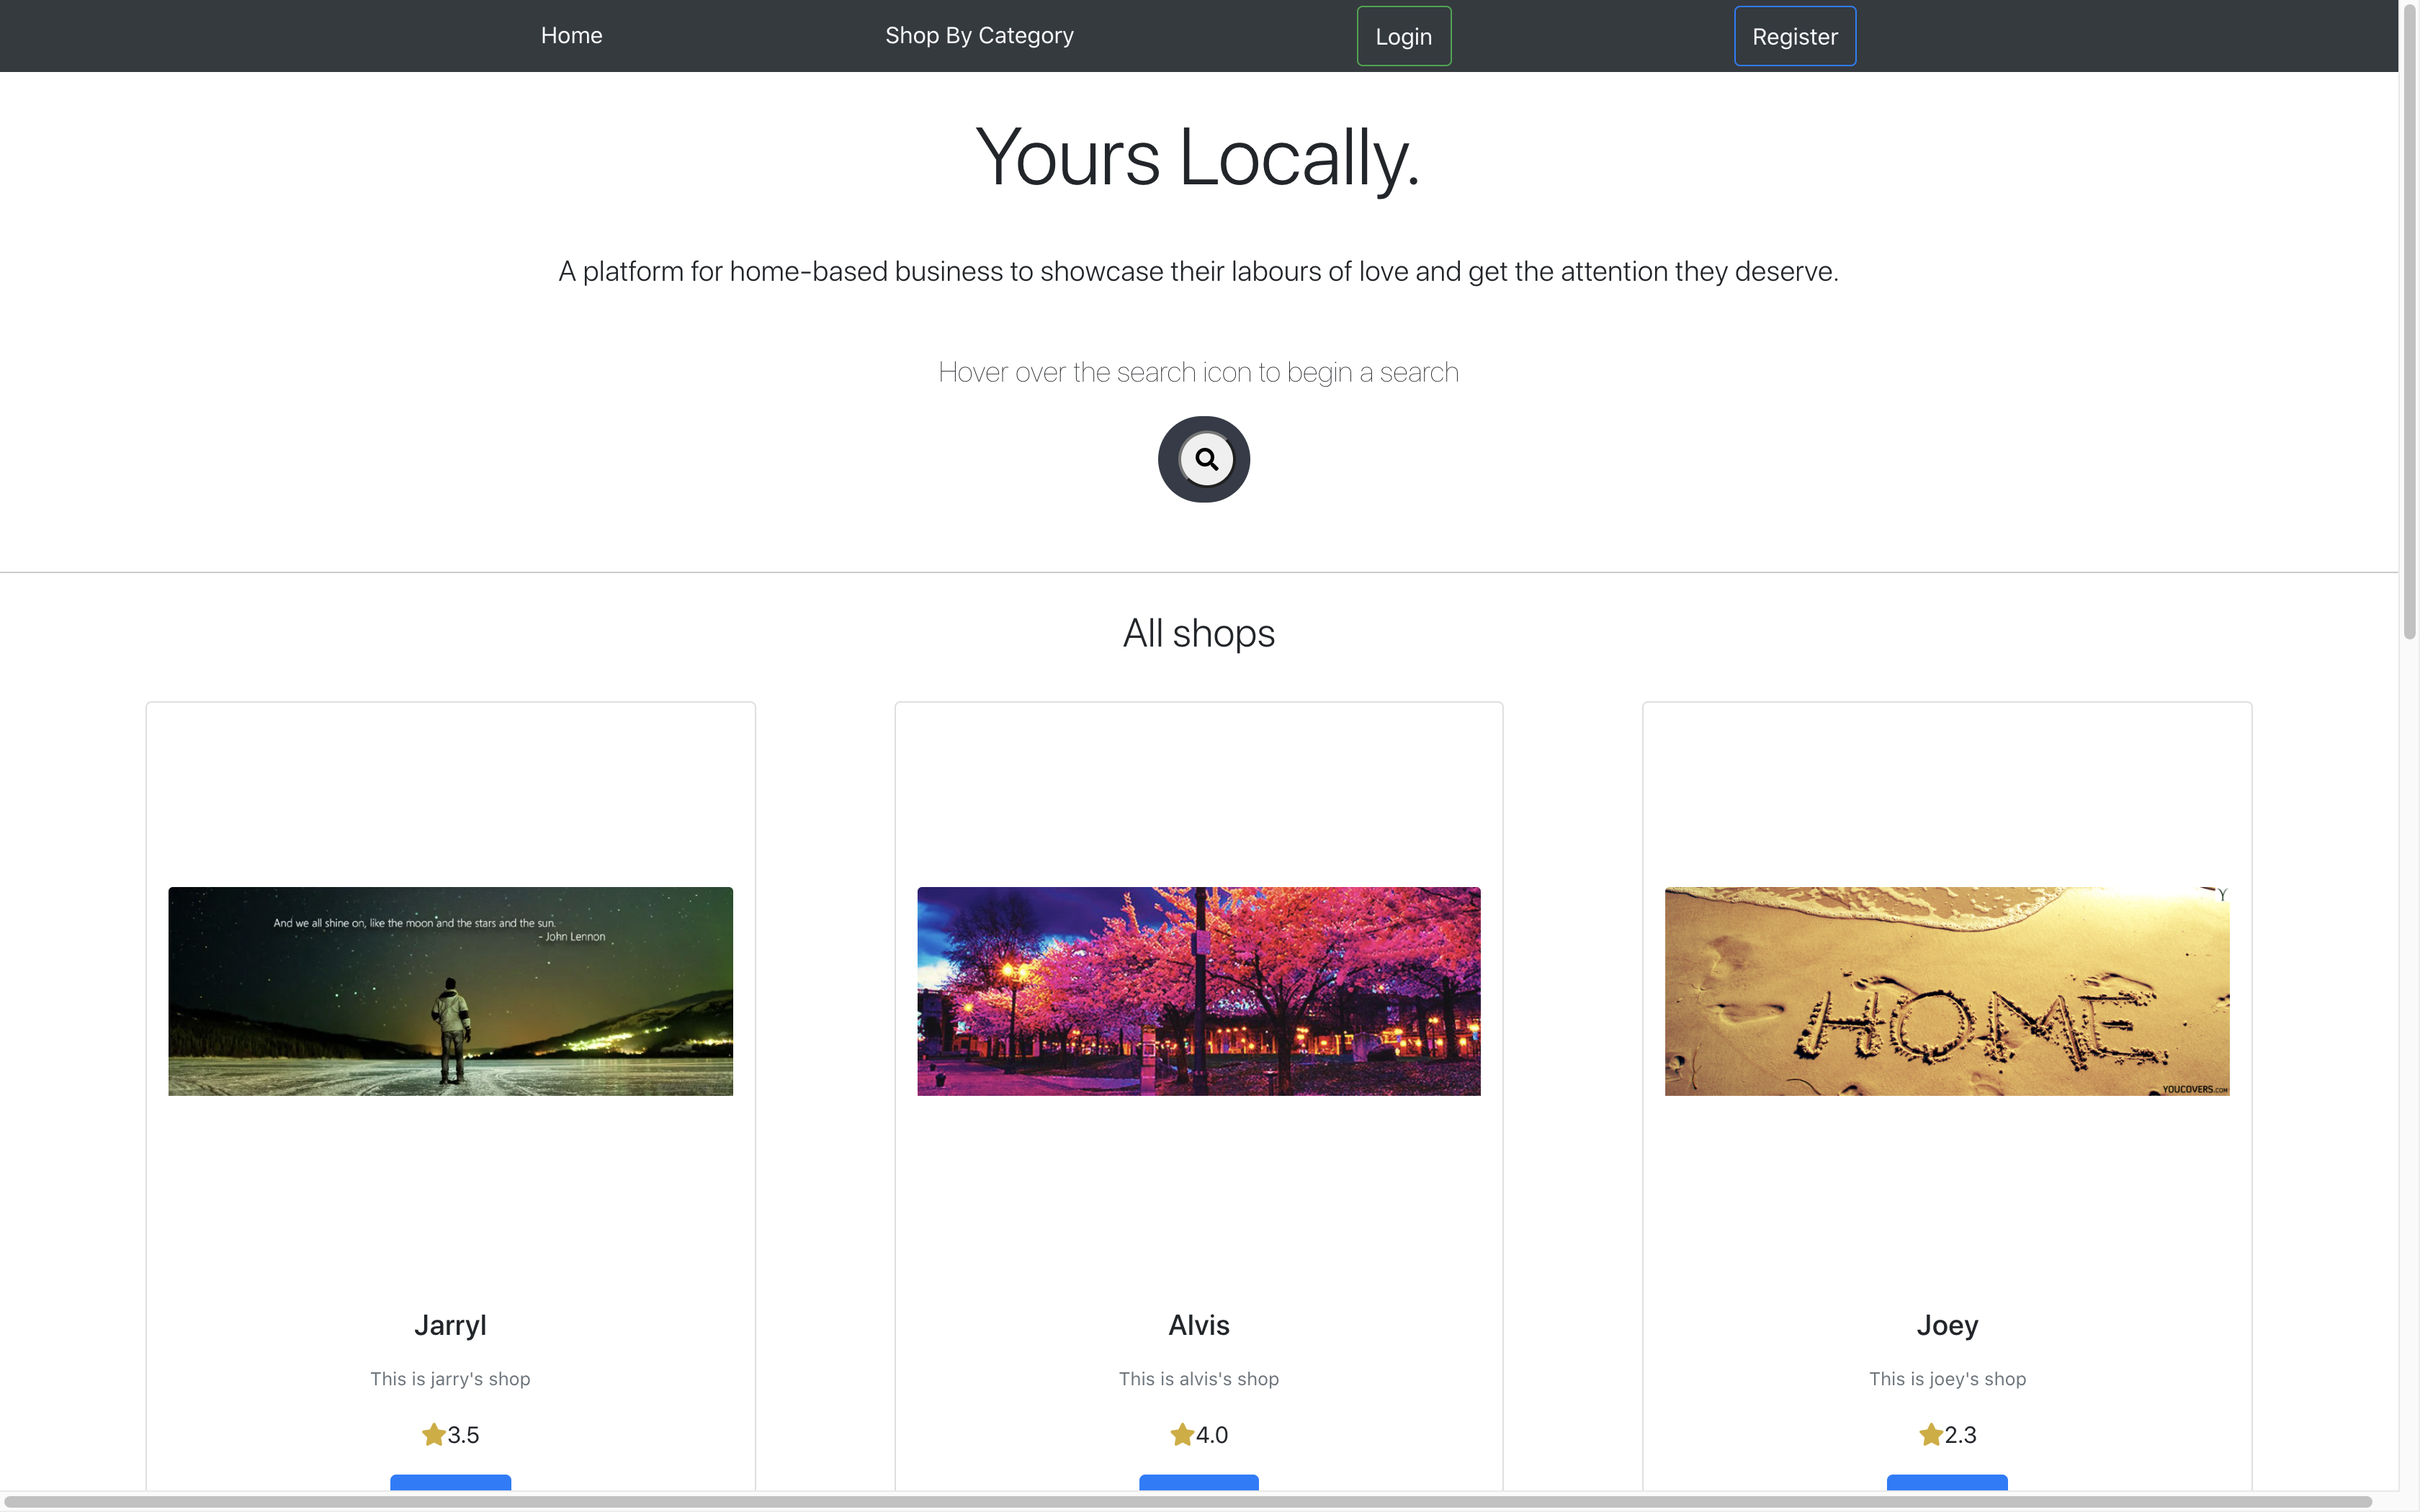 Home
Shop By Category
Login
Register
Yours Locally.
A platform for home-based business to showcase their labours of love and get the attention they deserve.
Hover over the search icon to begin a search
All shops
And we all shine on, like the moon and the stars and the sun.
- John Lennon
Y
HOME
YOUCOVERS.COM
Jarryl
Alvis
Joey
This is jarry's shop
This is alvis's shop
This is joey's shop
3.5
4.0
2.3